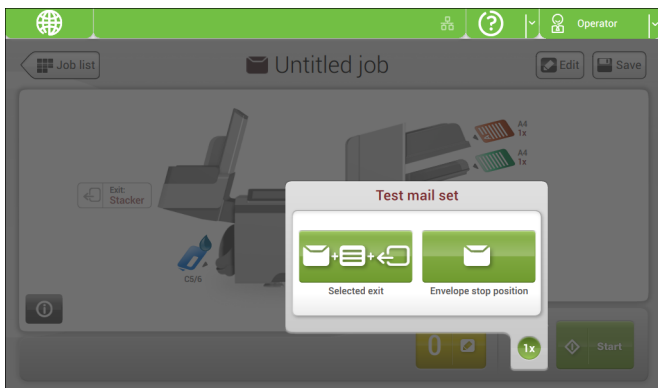 Operator
Job list
Untitled job
Edit
Save
A4
1x
A4
1x
Exit:
Stacker
Test mail set
Selected exit
Envelope stop position
C5/6
0
1x
Start